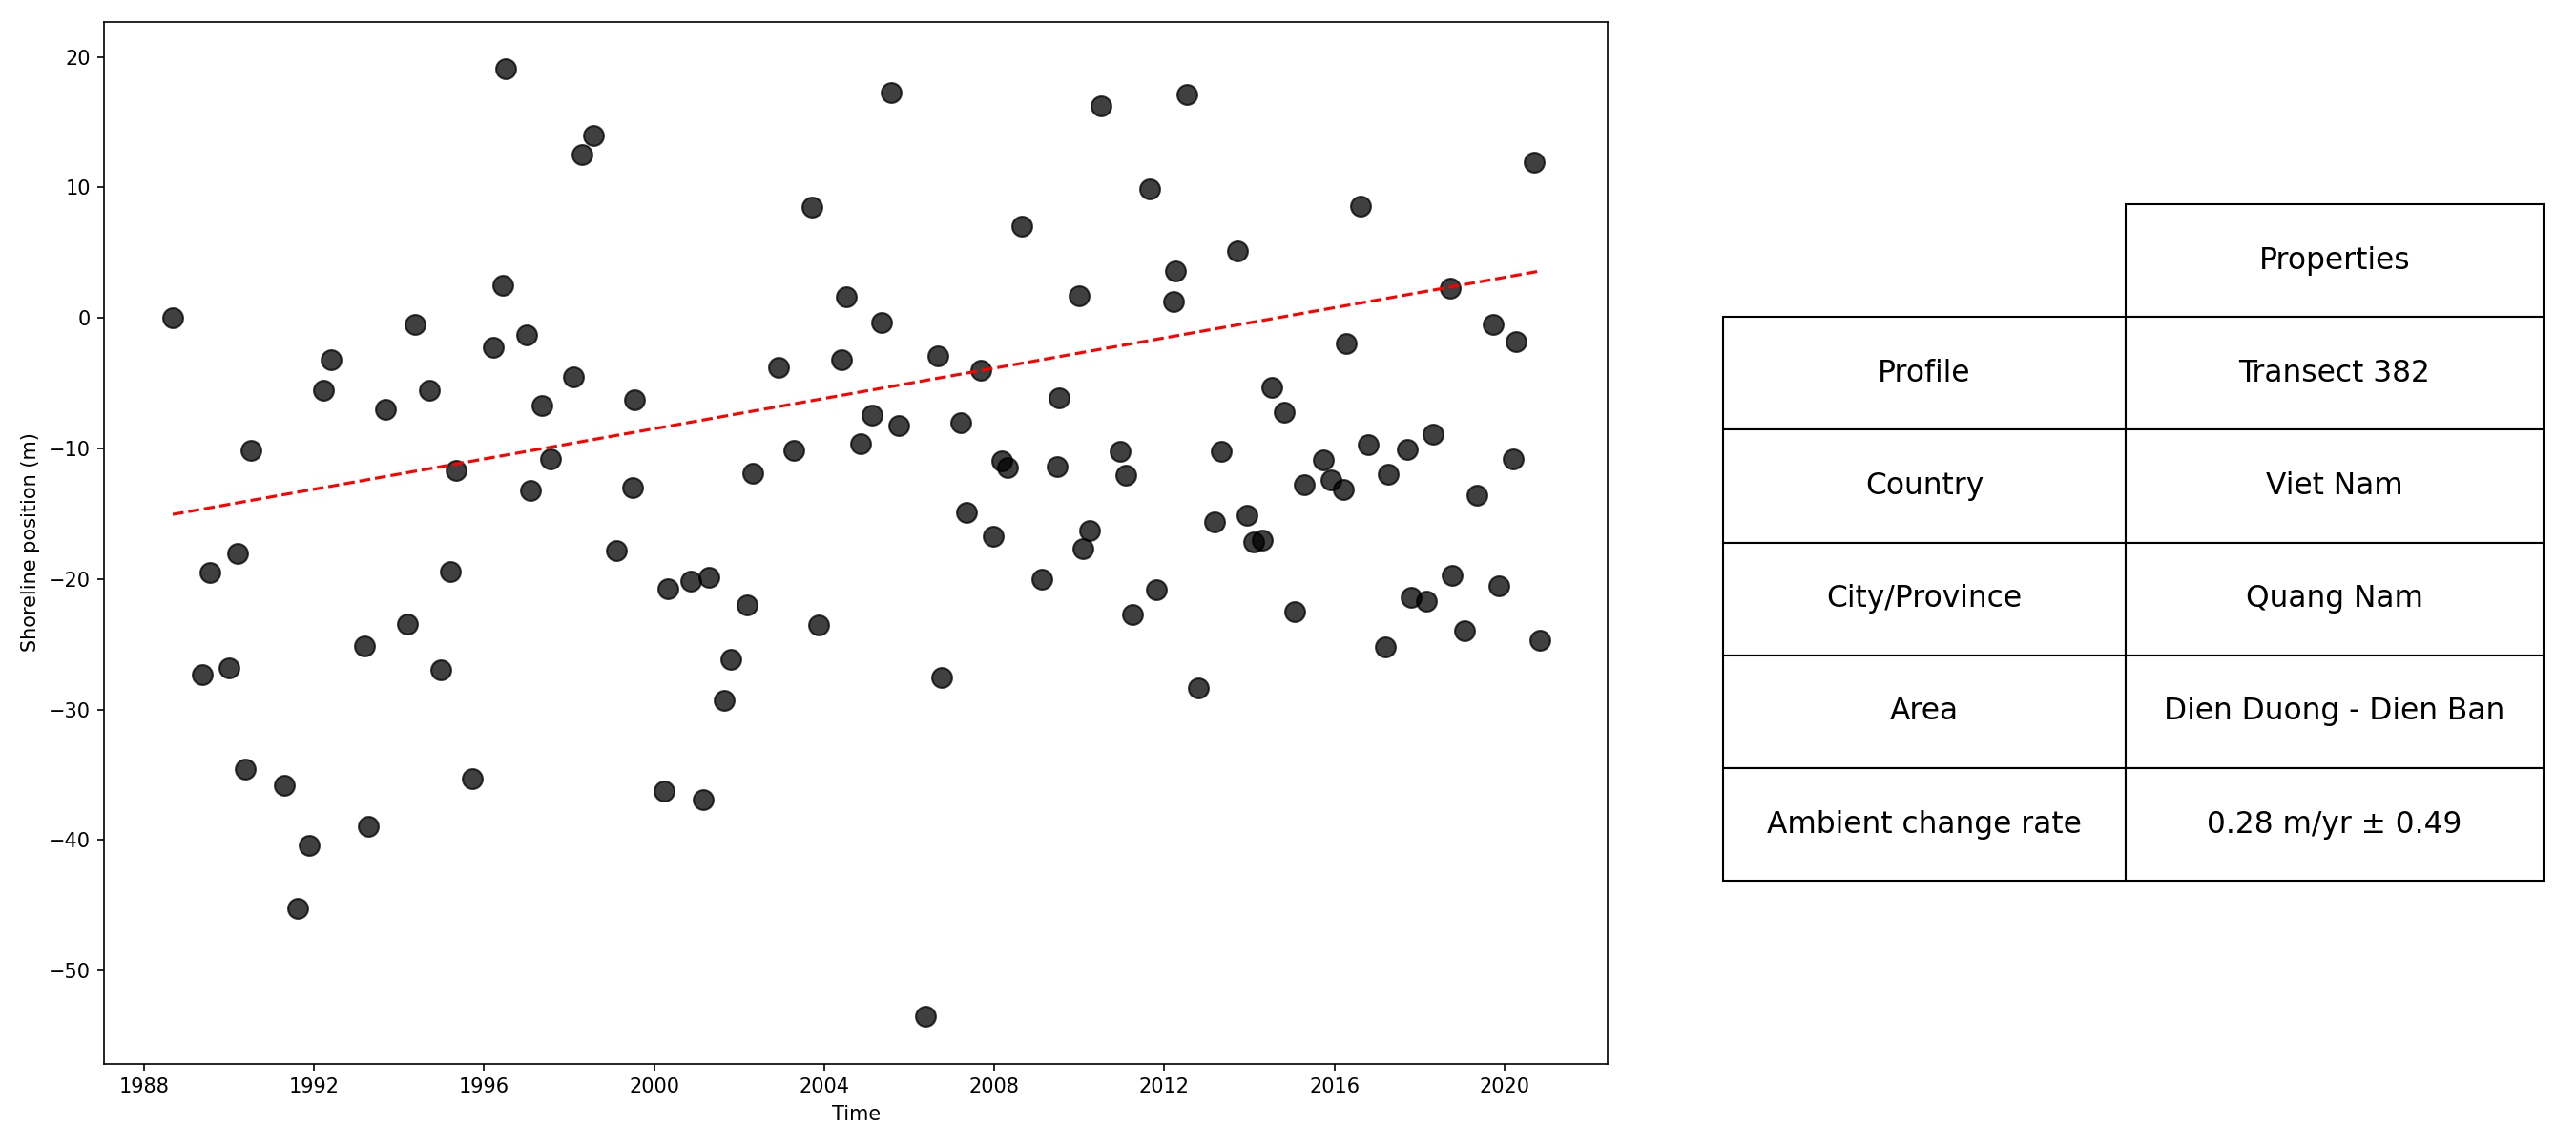 20
10
0
−10
−20
−30
−40
−50
Shoreline position (m)
1988 1992 1996 2000 2004 2008 2012 2016 2020
Time
Properties
Profile Transect 382
Country Viet Nam
City/Province Quang Nam
Area Dien Duong - Dien Ban
Ambient change rate 0.28 m/yr ± 0.49